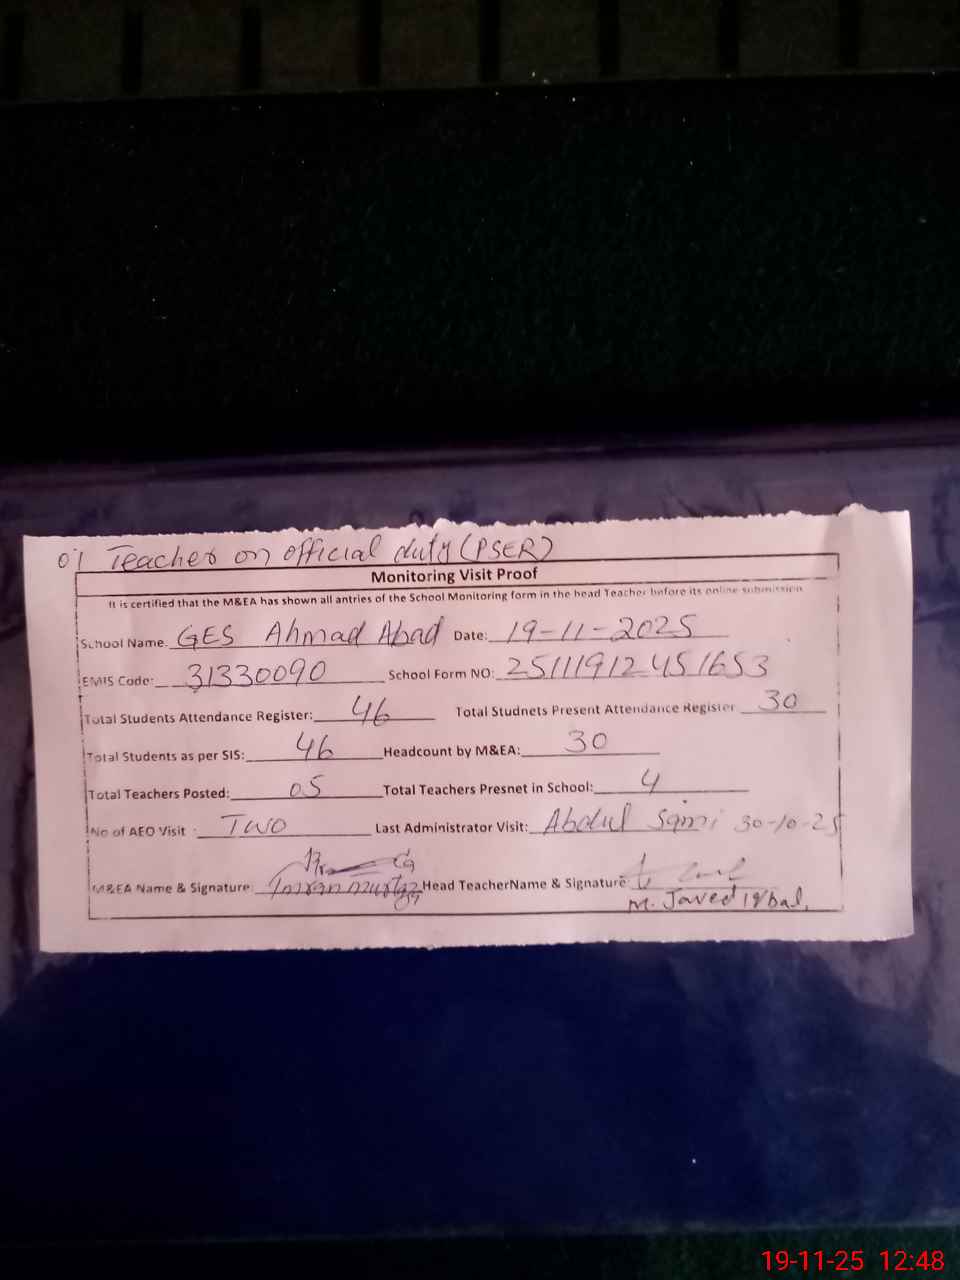 01 Teacher on official duty (PSER)
Monitoring Visit Proof
It is certified that the M&EA has shown all antries of the School Monitoring form in the head Teacher before its online submission
School Name. GES Ahmad Abad Date: 19-11-2025
EMIS Code: 31330090 School Form NO: 25111912451653
Total Students Attendance Register: 46 Total Studnets Present Attendance Register 30
Total Students as per SIS: 46 Headcount by M&EA: 30
Total Teachers Posted: 05 Total Teachers Presnet in School: 4
No of AEO Visit : Two Last Administrator Visit: Abdul Sami 30-10-25
M&EA Name & Signature: Imran Mumtaz Head TeacherName & Signature
M. Javed Iqbal.
19-11-25 12:48